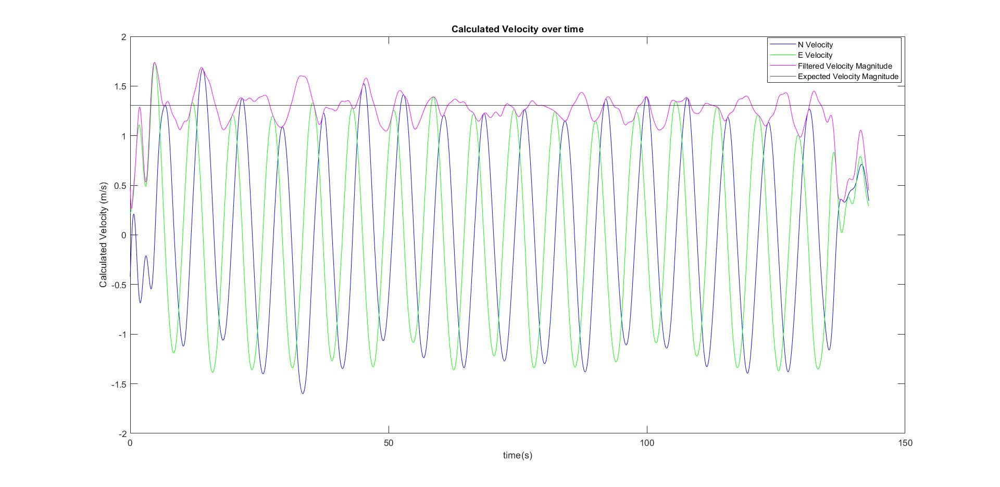 Calculated Velocity over time
2
1.5
1
0.5
0
-0.5
-1
-1.5
-2
Calculated Velocity (m/s)
0
50
100
150
time(s)
N Velocity
E Velocity
Filtered Velocity Magnitude
Expected Velocity Magnitude